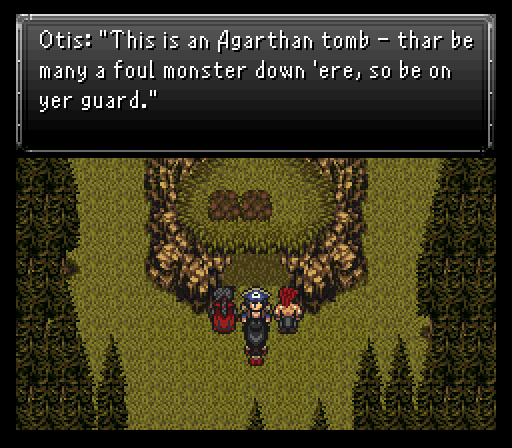 Otis: "This is an Agarthan tomb - thar be
many a foul monster down 'ere, so be on
yer guard."